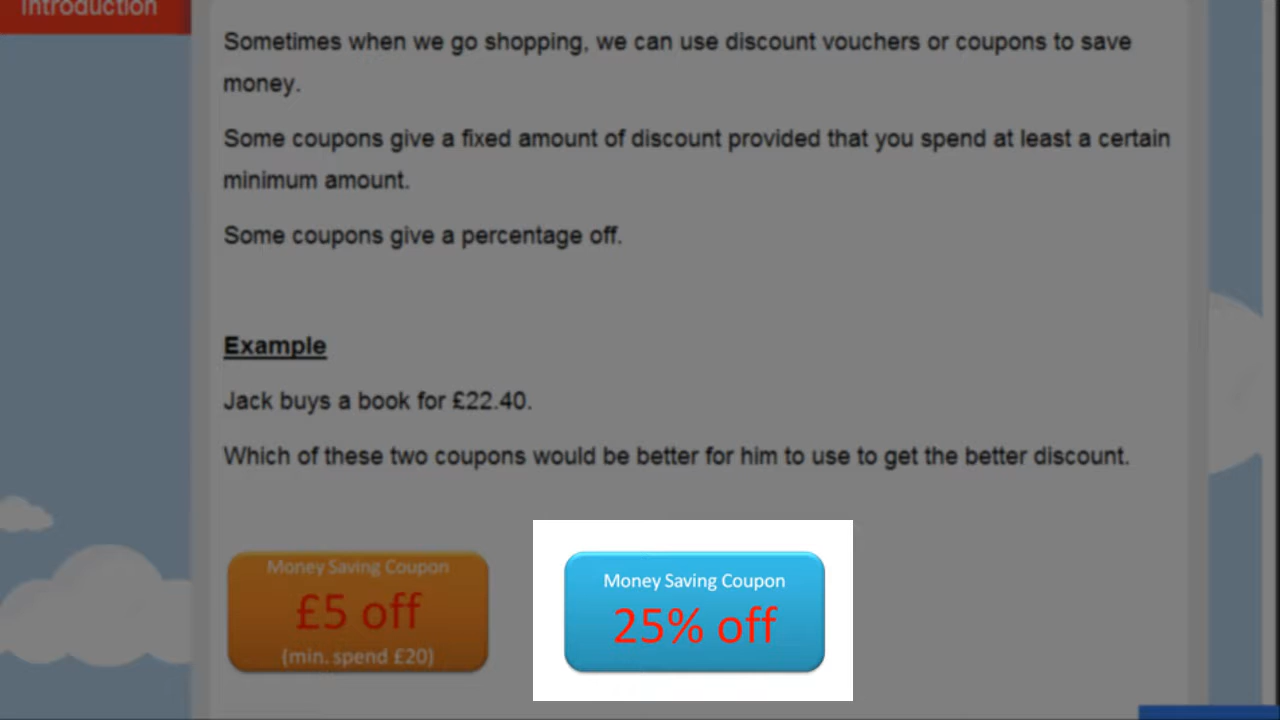 Introduction
Sometimes when we go shopping, we can use discount vouchers or coupons to save
money.
Some coupons give a fixed amount of discount provided that you spend at least a certain
minimum amount.
Some coupons give a percentage off.
Example
Jack buys a book for £22.40.
Which of these two coupons would be better for him to use to get the better discount.
Money Saving Coupon
£5 off
(min. spend £20)
Money Saving Coupon
25% off